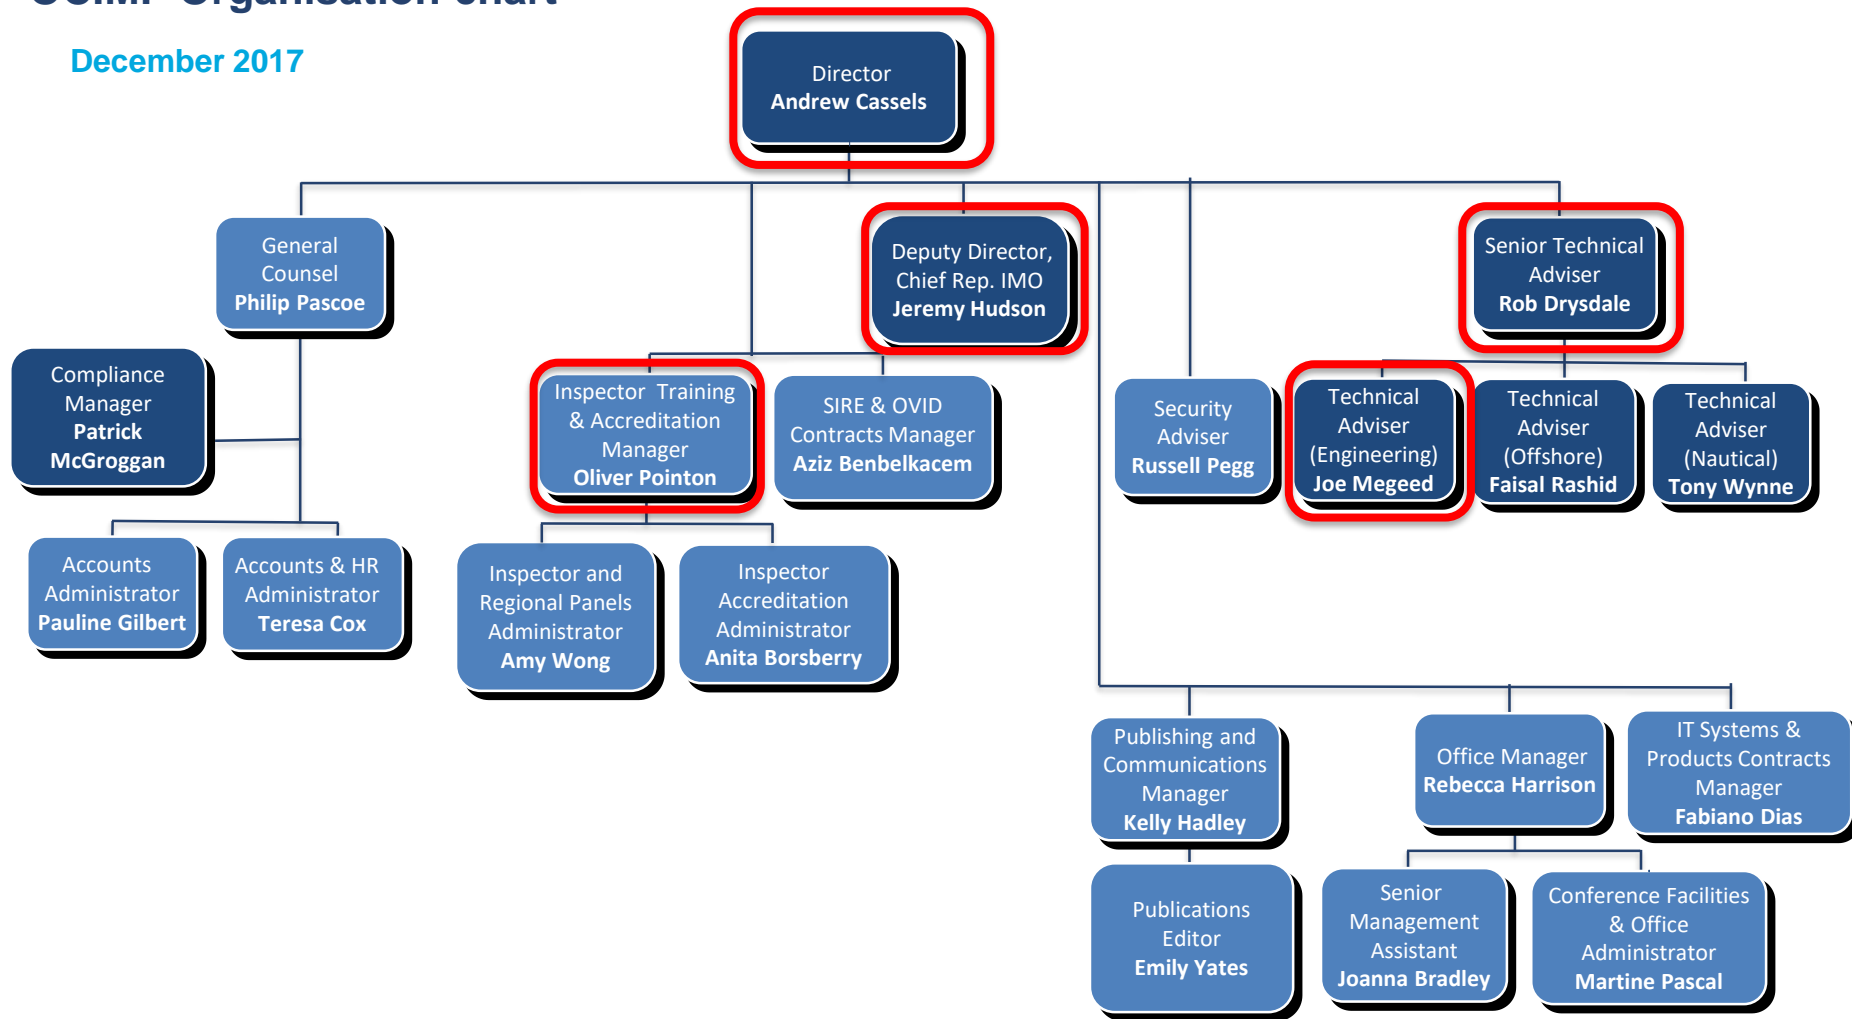 OCIMF Organisation chart
December 2017
Director
Andrew Cassels
General
Counsel
Philip Pascoe
Deputy Director,
Chief Rep. IMO
Jeremy Hudson
Senior Technical
Adviser
Rob Drysdale
Compliance
Manager
Patrick
McGroggan
Inspector Training
& Accreditation
Manager
Oliver Pointon
SIRE & OVID
Contracts Manager
Aziz Benbelkacem
Security
Adviser
Russell Pegg
Technical
Adviser
(Engineering)
Joe Megeed
Technical
Adviser
(Offshore)
Faisal Rashid
Technical
Adviser
(Nautical)
Tony Wynne
Accounts
Administrator
Pauline Gilbert
Accounts & HR
Administrator
Teresa Cox
Inspector and
Regional Panels
Administrator
Amy Wong
Inspector
Accreditation
Administrator
Anita Borsberry
Publishing and
Communications
Manager
Kelly Hadley
Office Manager
Rebecca Harrison
IT Systems &
Products Contracts
Manager
Fabiano Dias
Publications
Editor
Emily Yates
Senior
Management
Assistant
Joanna Bradley
Conference Facilities
& Office
Administrator
Martine Pascal